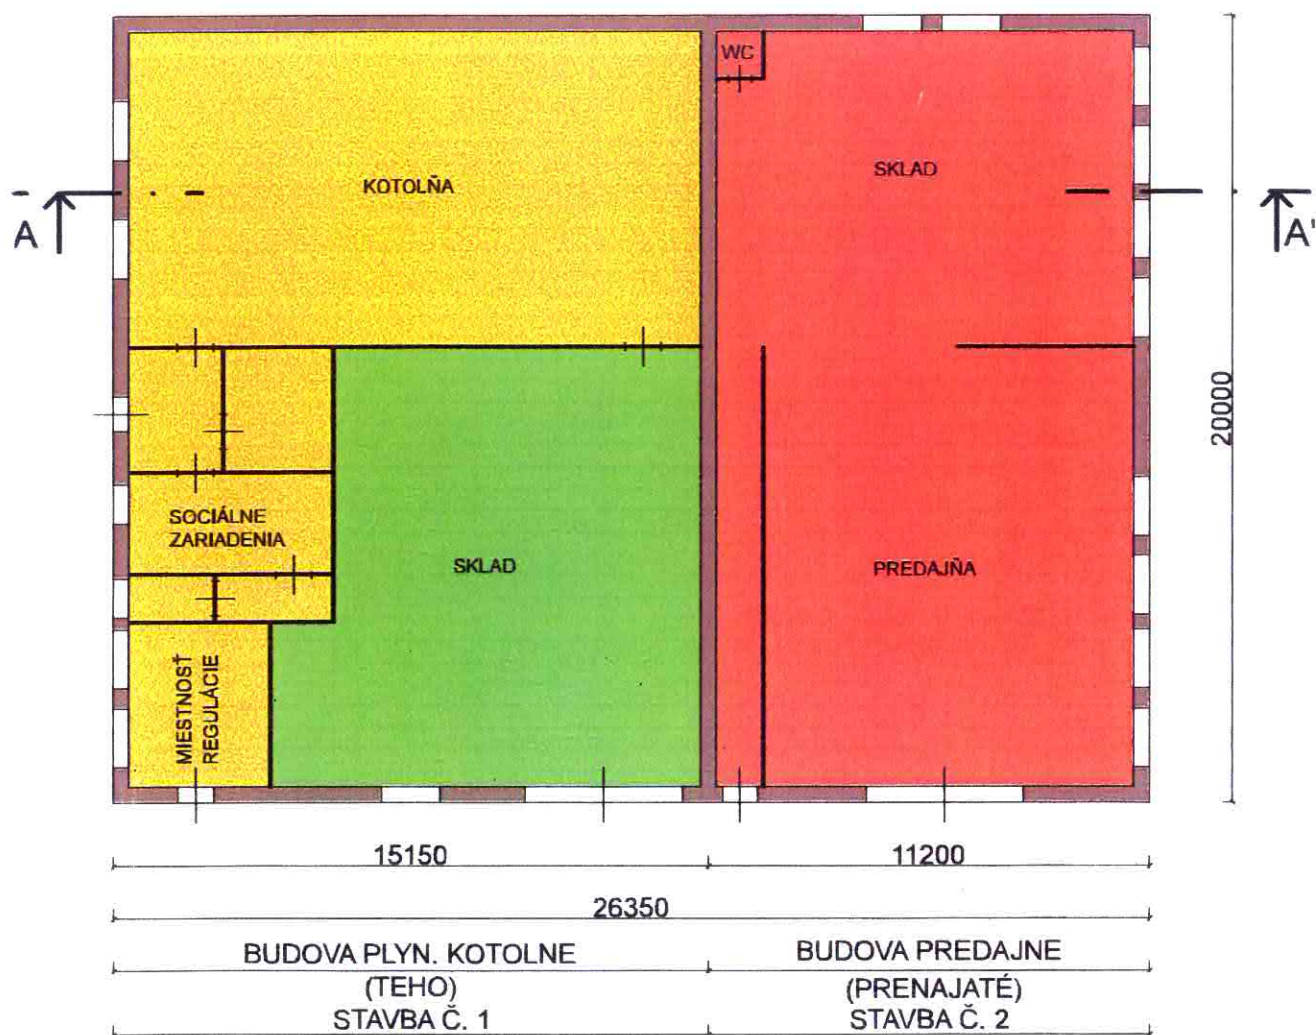 WC
KOTOLŇA
SKLAD
A
A'
20000
SOCIÁLNE
ZARIADENIA
SKLAD
PREDAJŇA
MIESTNOSŤ
REGULÁCIE
15150
11200
26350
BUDOVA PLYN. KOTOLNE
BUDOVA PREDAJNE
(TEHO)
(PRENAJATÉ)
STAVBA Č. 1
STAVBA Č. 2